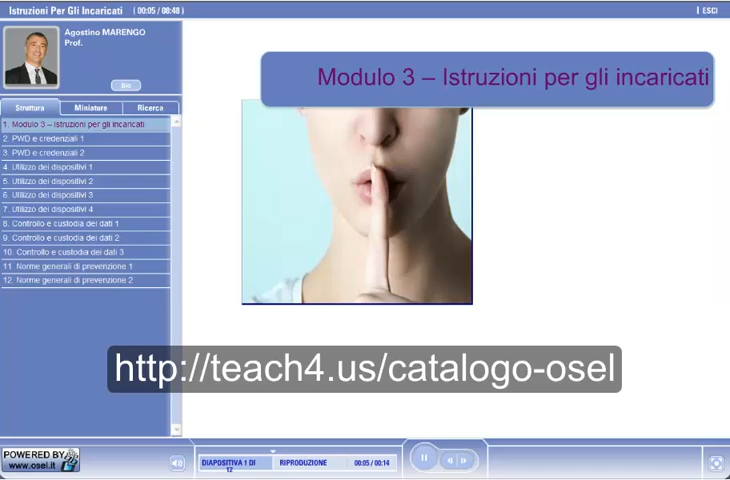 Istruzioni Per Gli Incaricati ( 00:05 / 08:48 )
ESCI
Agostino MARENGO
Prof.
Bio
Struttura Miniature Ricerca
1. Modulo 3 – Istruzioni per gli incaricati
2. PWD e credenziali 1
3. PWD e credenziali 2
4. Utilizzo dei dispositivi 1
5. Utilizzo dei dispositivi 2
6. Utilizzo dei dispositivi 3
7. Utilizzo dei dispositivi 4
8. Controllo e custodia dei dati 1
9. Controllo e custodia dei dati 2
10. Controllo e custodia dei dati 3
11. Norme generali di prevenzione 1
12. Norme generali di prevenzione 2
Modulo 3 – Istruzioni per gli incaricati
http://teach4.us/catalogo-osel
POWERED BY
www.osel.it
DIAPOSITIVA 1 DI
12
RIPRODUZIONE
00:05 / 00:14